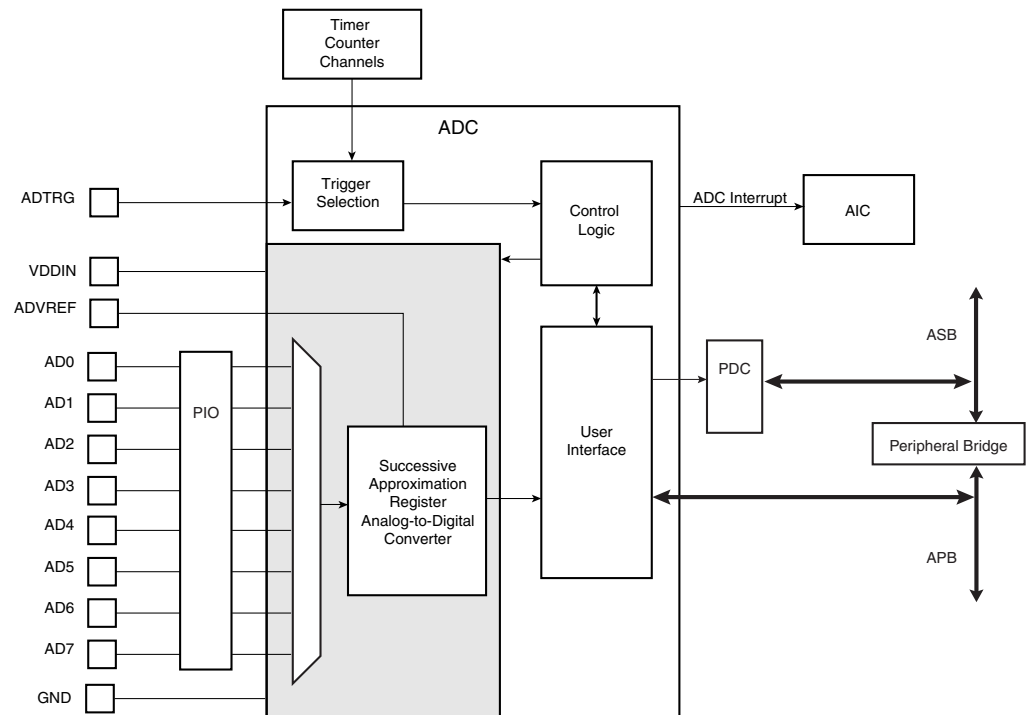 Timer
Counter
Channels
ADC
ADTRG
Trigger
Selection
Control
Logic
ADC Interrupt
AIC
VDDIN
ADVREF
AD0
AD1
AD2
AD3
AD4
AD5
AD6
AD7
GND
PIO
Successive
Approximation
Register
Analog-to-Digital
Converter
User
Interface
PDC
ASB
Peripheral Bridge
APB